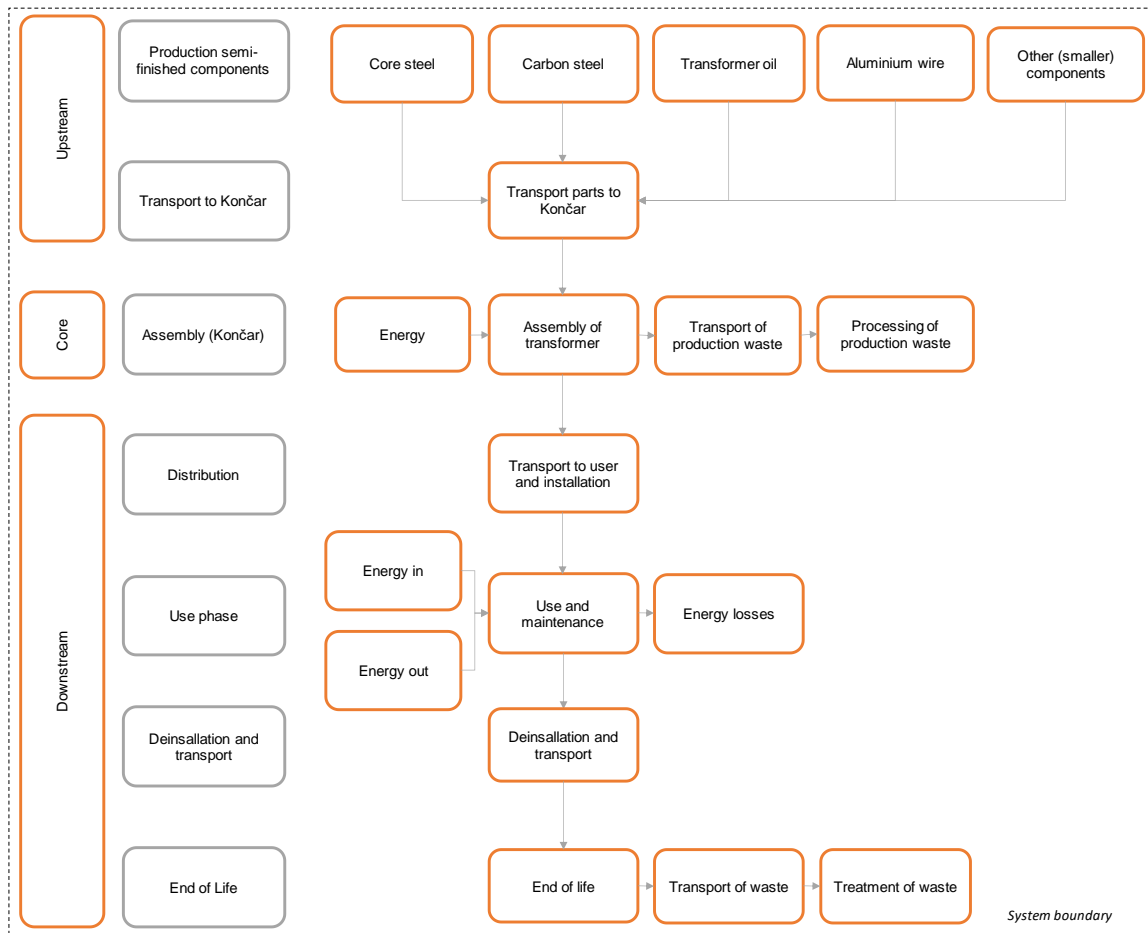 Upstream
Production semi-
finished components
Core steel
Carbon steel
Transformer oil
Aluminium wire
Other (smaller)
components
Transport to Končar
Transport parts to
Končar
Core
Assembly (Končar)
Energy
Assembly of
transformer
Transport of
production waste
Processing of
production waste
Downstream
Distribution
Transport to user
and installation
Use phase
Energy in
Energy out
Use and
maintenance
Energy losses
Deinsallation and
transport
Deinstallation and
transport
End of Life
End of life
Transport of waste
Treatment of waste
System boundary